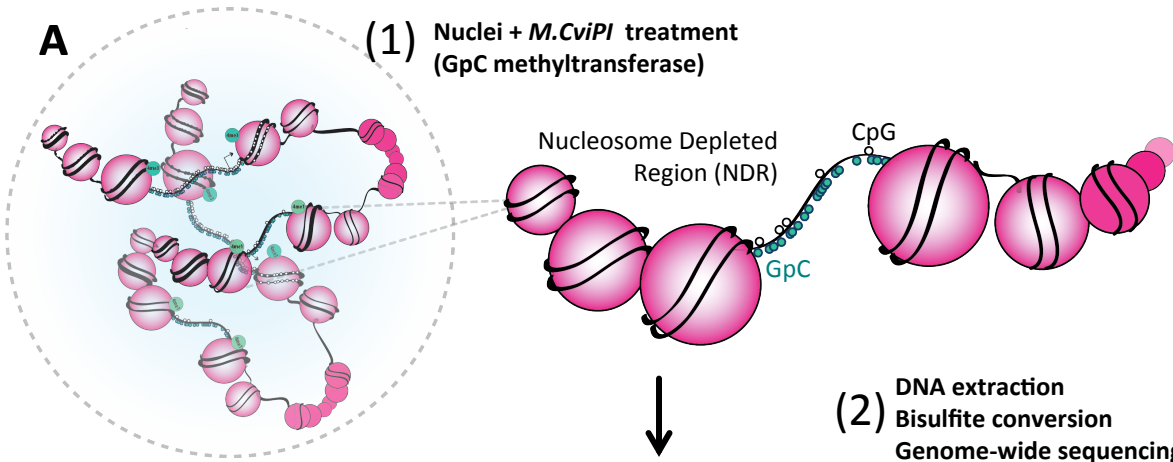 A
(1) Nuclei + M.CviPI treatment
(GpC methyltransferase)
Nucleosome Depleted
Region (NDR)
CpG
GpC
(2) DNA extraction
Bisulfite conversion
Genome-wide sequencing